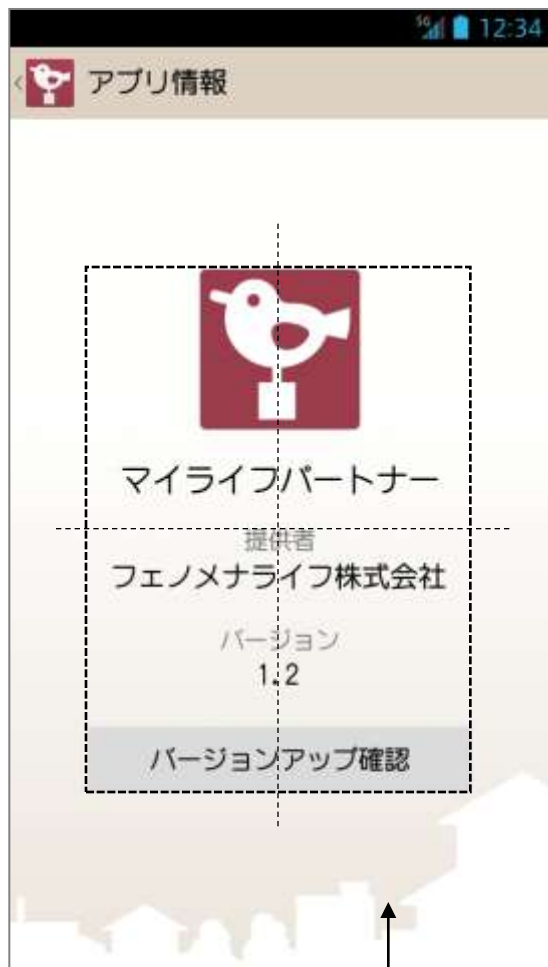 5G 12:34
アプリ情報
マイライフパートナー
提供者
フェノメナライフ株式会社
バージョン
1.2
バージョンアップ確認